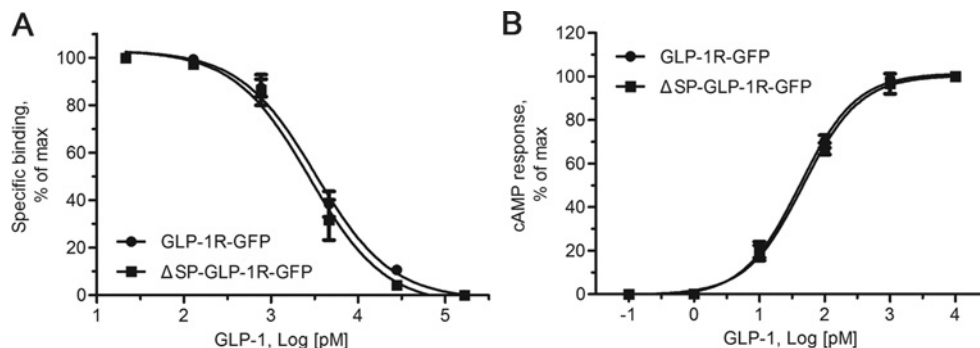 A
Specific binding,
% of max
100
80
60
40
20
0
GLP-1R-GFP
ΔSP-GLP-1R-GFP
1 2 3 4 5
GLP-1, Log [pM]
B
cAMP response,
% of max
120
100
80
60
40
20
0
GLP-1R-GFP
ΔSP-GLP-1R-GFP
-1 0 1 2 3 4
GLP-1, Log [pM]